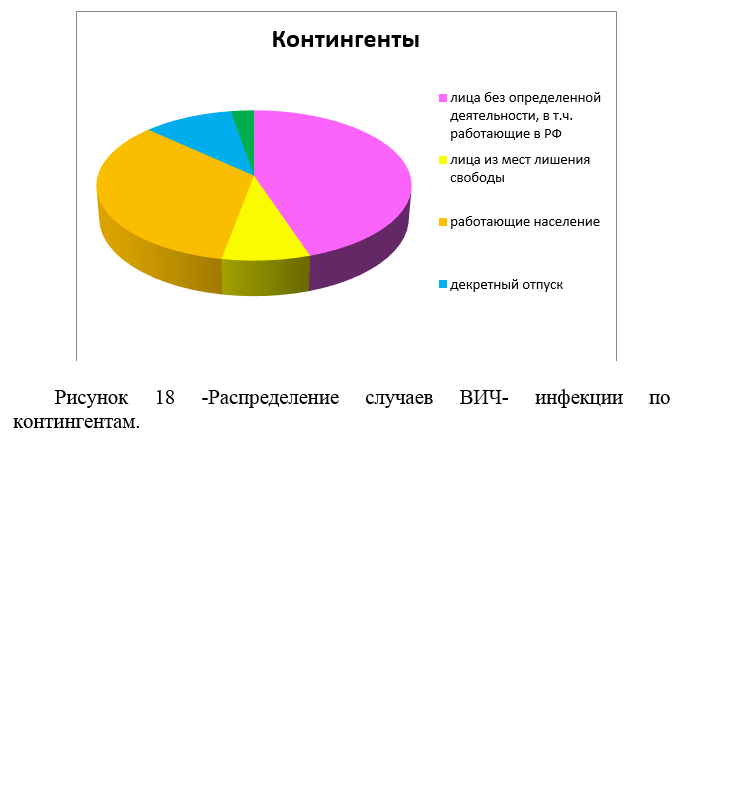 Контингенты
лица без определенной
деятельности, в т.ч.
работающие в РФ
лица из мест лишения
свободы
работающие население
декретный отпуск
Рисунок 18 -Распределение случаев ВИЧ- инфекции по
контингентам.